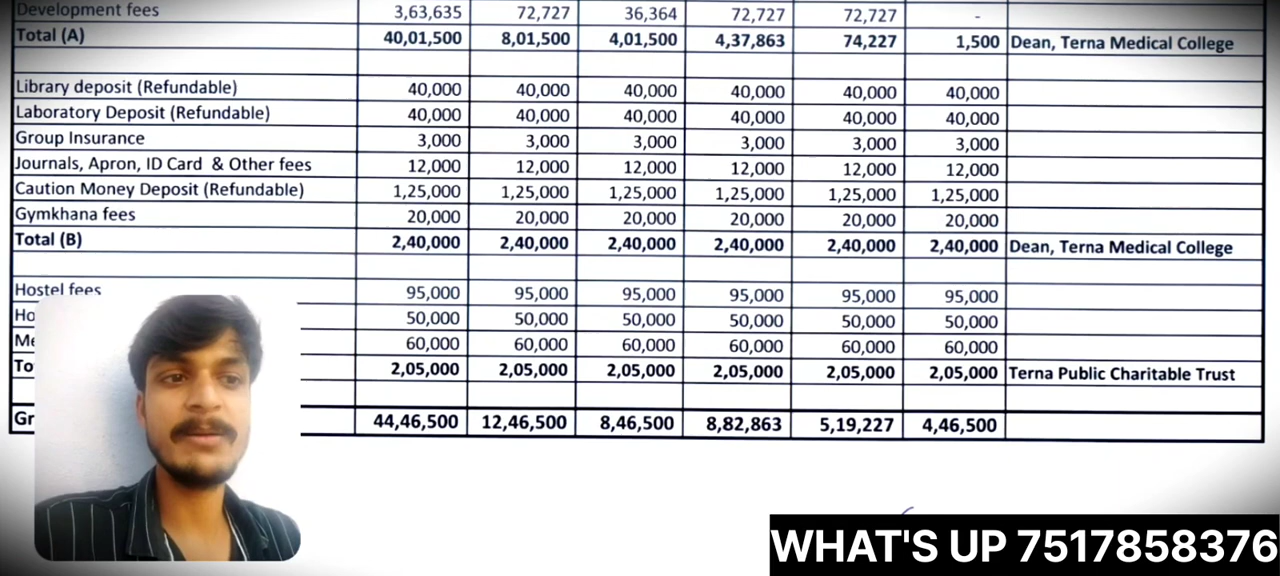 Development fees 3,63,635 72,727 36,364 72,727 72,727 -
Total (A) 40,01,500 8,01,500 4,01,500 4,37,863 74,227 1,500 Dean, Terna Medical College
Library deposit (Refundable) 40,000 40,000 40,000 40,000 40,000 40,000
Laboratory Deposit (Refundable) 40,000 40,000 40,000 40,000 40,000 40,000
Group Insurance 3,000 3,000 3,000 3,000 3,000 3,000
Journals, Apron, ID Card & Other fees 12,000 12,000 12,000 12,000 12,000 12,000
Caution Money Deposit (Refundable) 1,25,000 1,25,000 1,25,000 1,25,000 1,25,000 1,25,000
Gymkhana fees 20,000 20,000 20,000 20,000 20,000 20,000
Total (B) 2,40,000 2,40,000 2,40,000 2,40,000 2,40,000 2,40,000 Dean, Terna Medical College
Hostel fees 95,000 95,000 95,000 95,000 95,000 95,000
Ho 50,000 50,000 50,000 50,000 50,000 50,000
Me 60,000 60,000 60,000 60,000 60,000 60,000
To 2,05,000 2,05,000 2,05,000 2,05,000 2,05,000 2,05,000 Terna Public Charitable Trust
Gr 44,46,500 12,46,500 8,46,500 8,82,863 5,19,227 4,46,500
WHAT'S UP 7517858376